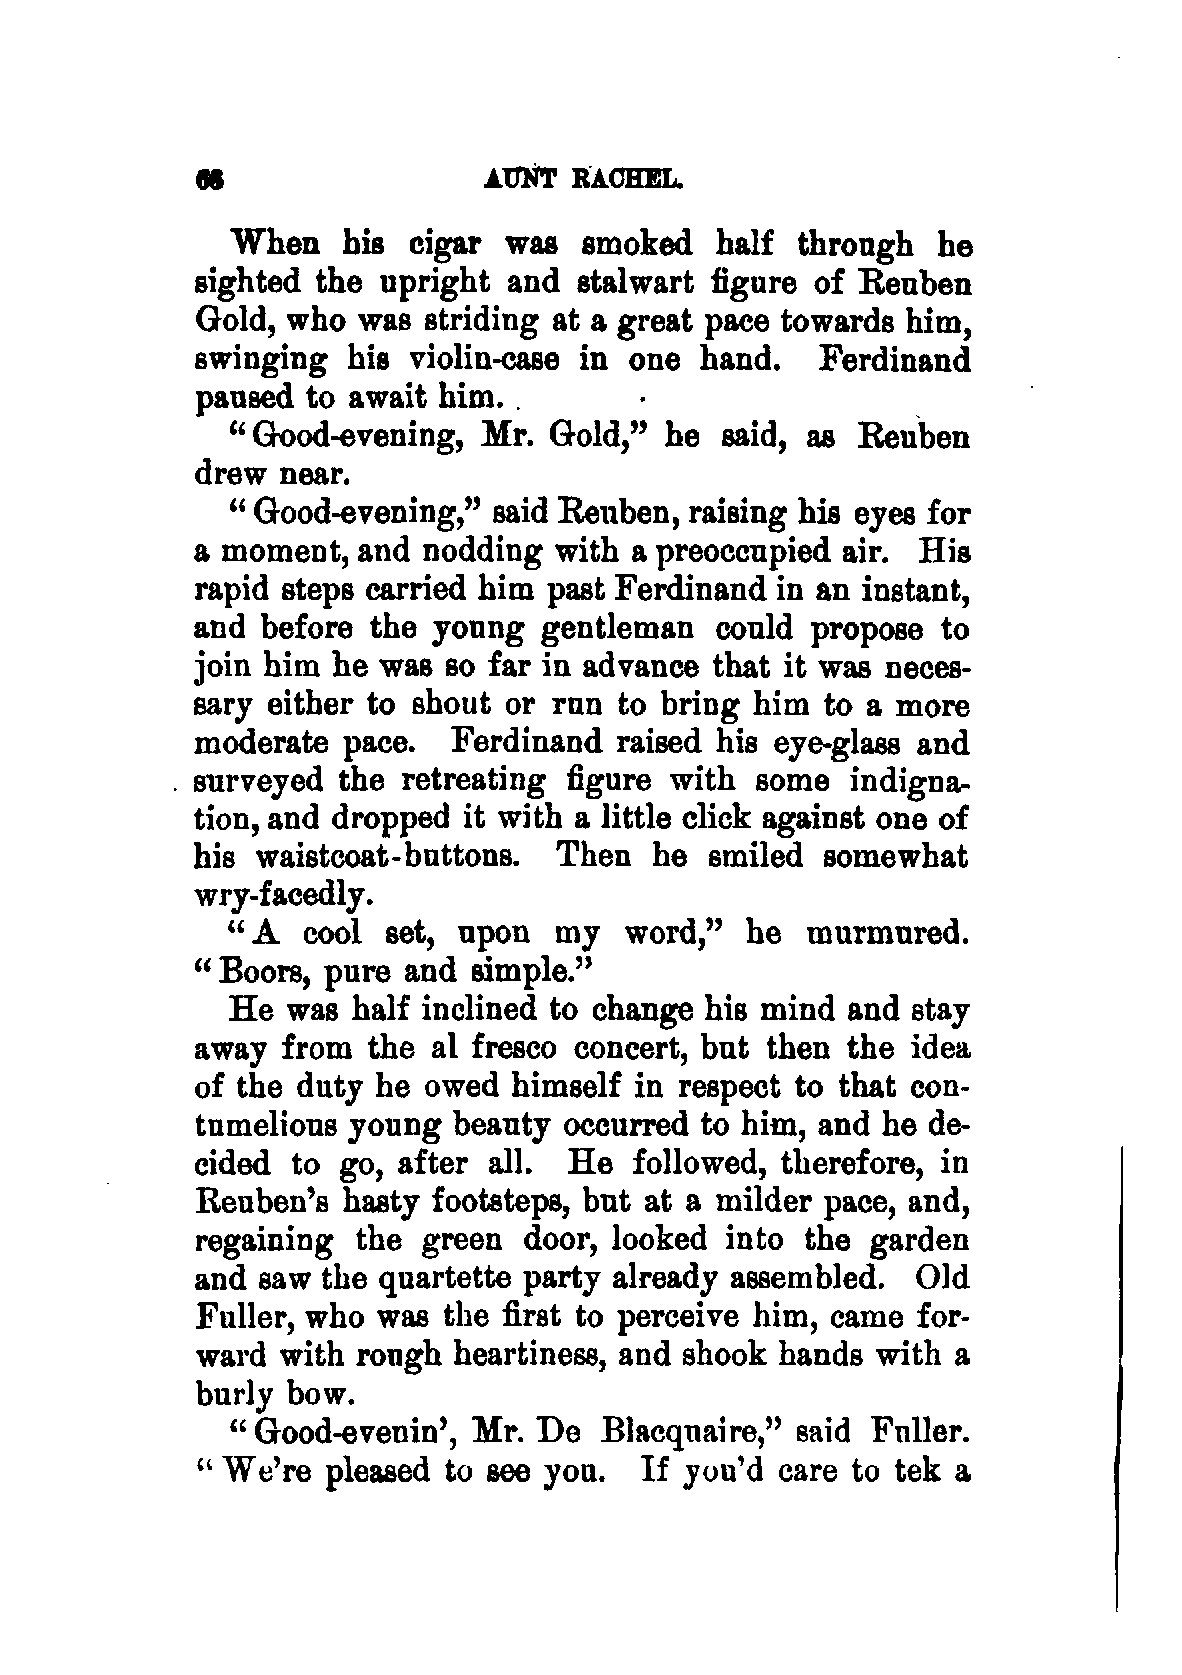 AUNT RACHEL.
When his cigar was smoked half through he
sighted the upright and stalwart figure of Reuben
Gold, who was striding at a great pace towards him,
swinging his violin-case in one hand. Ferdinand
paused to await him.
“Good-evening, Mr. Gold,” he said, as Reuben
drew near.
“Good-evening,” said Reuben, raising his eyes for
a moment, and nodding with a preoccupied air. His
rapid steps carried him past Ferdinand in an instant,
and before the young gentleman could propose to
join him he was so far in advance that it was neces-
sary either to shout or run to bring him to a more
moderate pace. Ferdinand raised his eye-glass and
surveyed the retreating figure with some indigna-
tion, and dropped it with a little click against one of
his waistcoat-buttons. Then he smiled somewhat
wry-facedly.
“A cool set, upon my word,” he murmured.
“Boors, pure and simple.”
He was half inclined to change his mind and stay
away from the al fresco concert, but then the idea
of the duty he owed himself in respect to that con-
tumelious young beauty occurred to him, and he de-
cided to go, after all. He followed, therefore, in
Reuben’s hasty footsteps, but at a milder pace, and,
regaining the green door, looked into the garden
and saw the quartette party already assembled. Old
Fuller, who was the first to perceive him, came for-
ward with rough heartiness, and shook hands with a
burly bow.
“Good-evenin’, Mr. De Blacquaire,” said Fuller.
“We’re pleased to see you. If you’d care to tek a